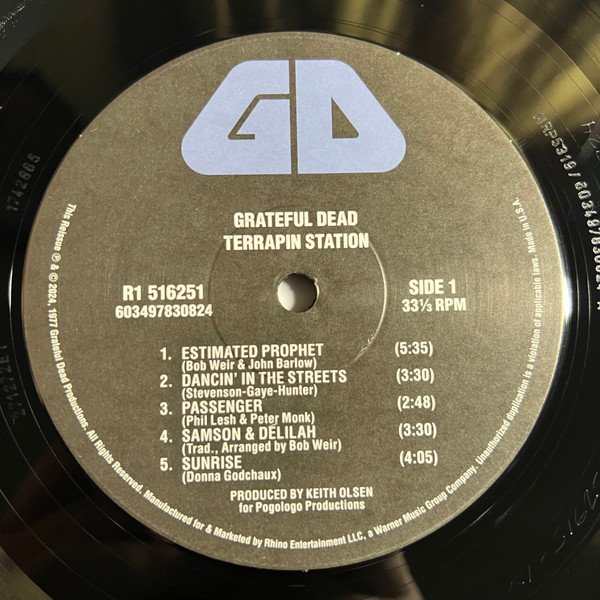 GD
GRATEFUL DEAD
TERRAPIN STATION
R1 516251
603497830824
SIDE 1
33⅓ RPM
1. ESTIMATED PROPHET (5:35)
(Bob Weir & John Barlow)
2. DANCIN' IN THE STREETS (3:30)
(Stevenson-Gaye-Hunter)
3. PASSENGER (2:48)
(Phil Lesh & Peter Monk)
4. SAMSON & DELILAH (3:30)
(Trad., Arranged by Bob Weir)
5. SUNRISE (4:05)
(Donna Godchaux)
PRODUCED BY KEITH OLSEN
for Pogologo Productions
This Reissue ℗ & © 2024, 1977 Grateful Dead Productions. All Rights Reserved. Manufactured for & Marketed by Rhino Entertainment LLC, a Warner Music Group Company. Unauthorized duplication is a violation of applicable laws. Made in U.S.A.
1742865